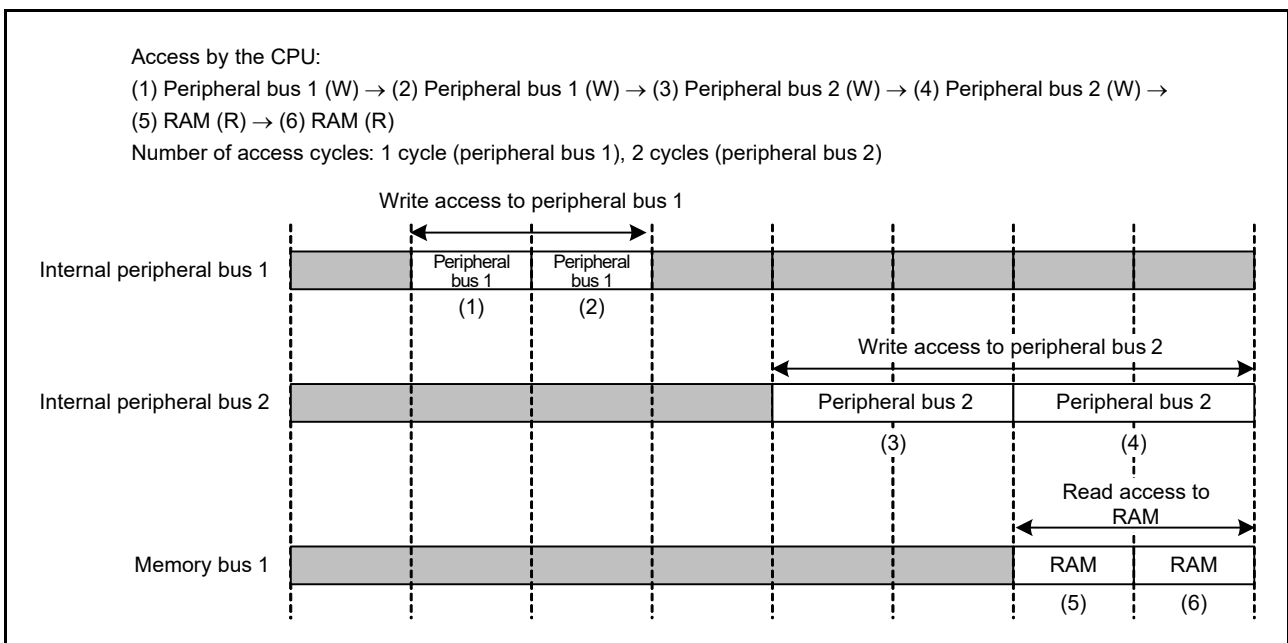 Access by the CPU:
(1) Peripheral bus 1 (W) → (2) Peripheral bus 1 (W) → (3) Peripheral bus 2 (W) → (4) Peripheral bus 2 (W) →
(5) RAM (R) → (6) RAM (R)
Number of access cycles: 1 cycle (peripheral bus 1), 2 cycles (peripheral bus 2)
Write access to peripheral bus 1
Internal peripheral bus 1
Peripheral
bus 1
Peripheral
bus 1
(1)
(2)
Write access to peripheral bus 2
Internal peripheral bus 2
Peripheral bus 2
Peripheral bus 2
(3)
(4)
Read access to
RAM
Memory bus 1
RAM
RAM
(5)
(6)